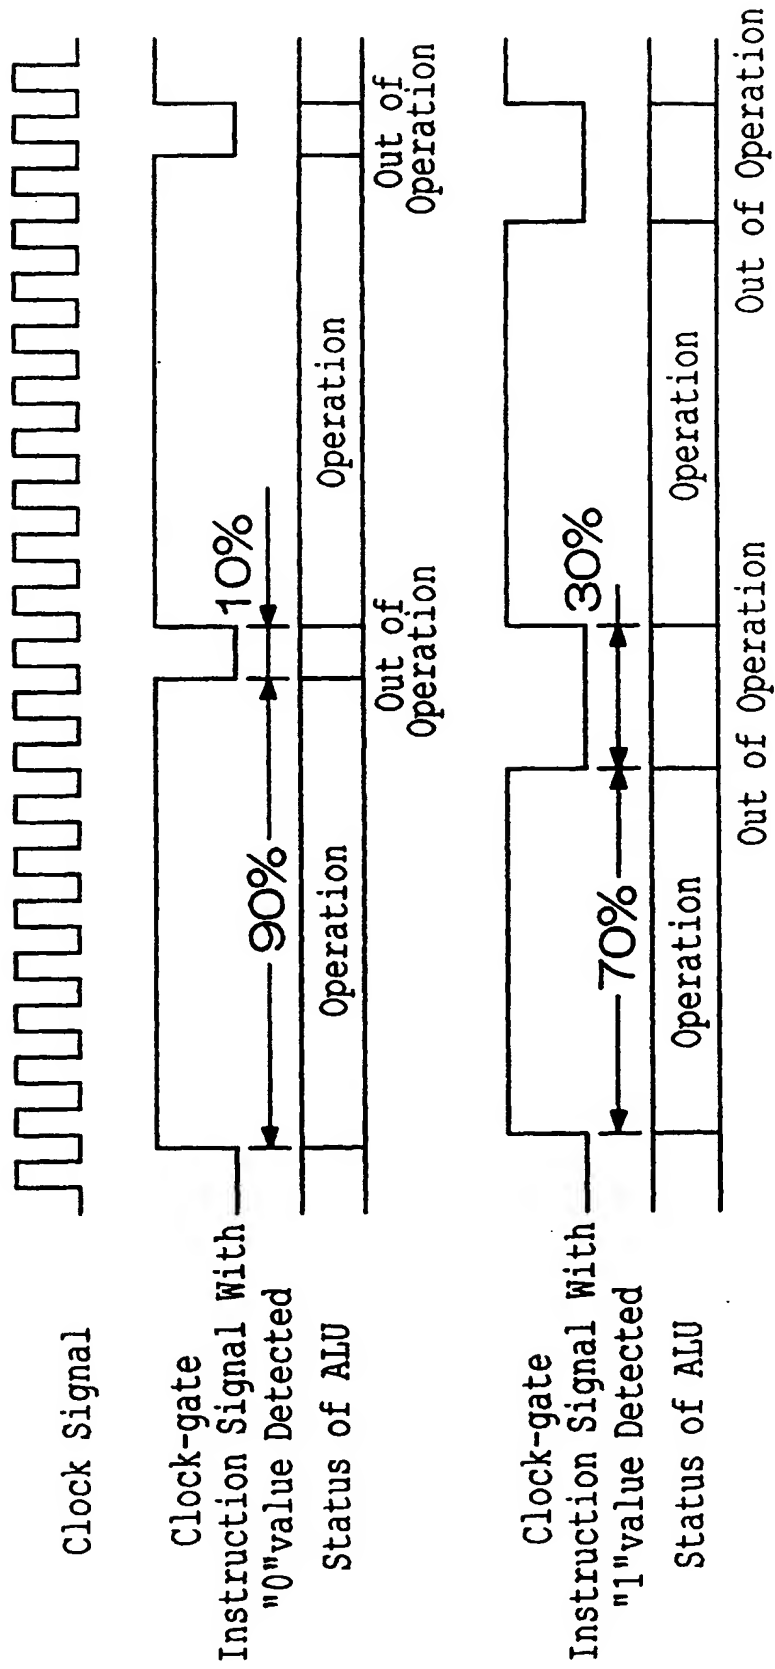 Clock Signal
Clock-gate
Instruction Signal With
"0"value Detected
90%
10%
Status of ALU
Operation
Operation
Out of
Operation
Out of
Operation
Clock-gate
Instruction Signal With
"1"value Detected
70%
30%
Status of ALU
Operation
Operation
Out of Operation
Out of Operation